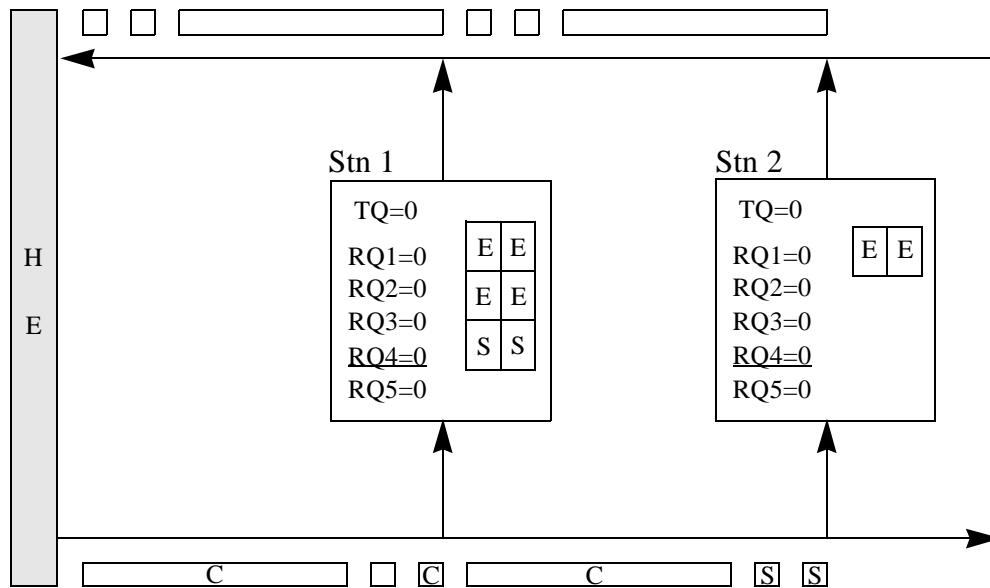 H
E
Stn 1
TQ=0
RQ1=0
RQ2=0
RQ3=0
RQ4=0
RQ5=0
E E
E E
S S
Stn 2
TQ=0
RQ1=0
RQ2=0
RQ3=0
RQ4=0
RQ5=0
E E
C C C S S